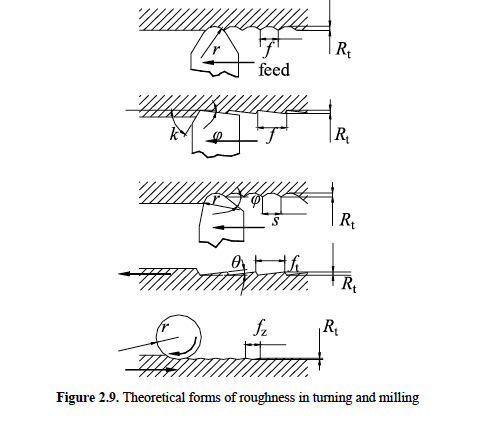 r
f
Rt
feed
k
φ
f
Rt
r
φ
s
Rt
θ
ft
Rt
r
fz
Rt
Figure 2.9. Theoretical forms of roughness in turning and milling